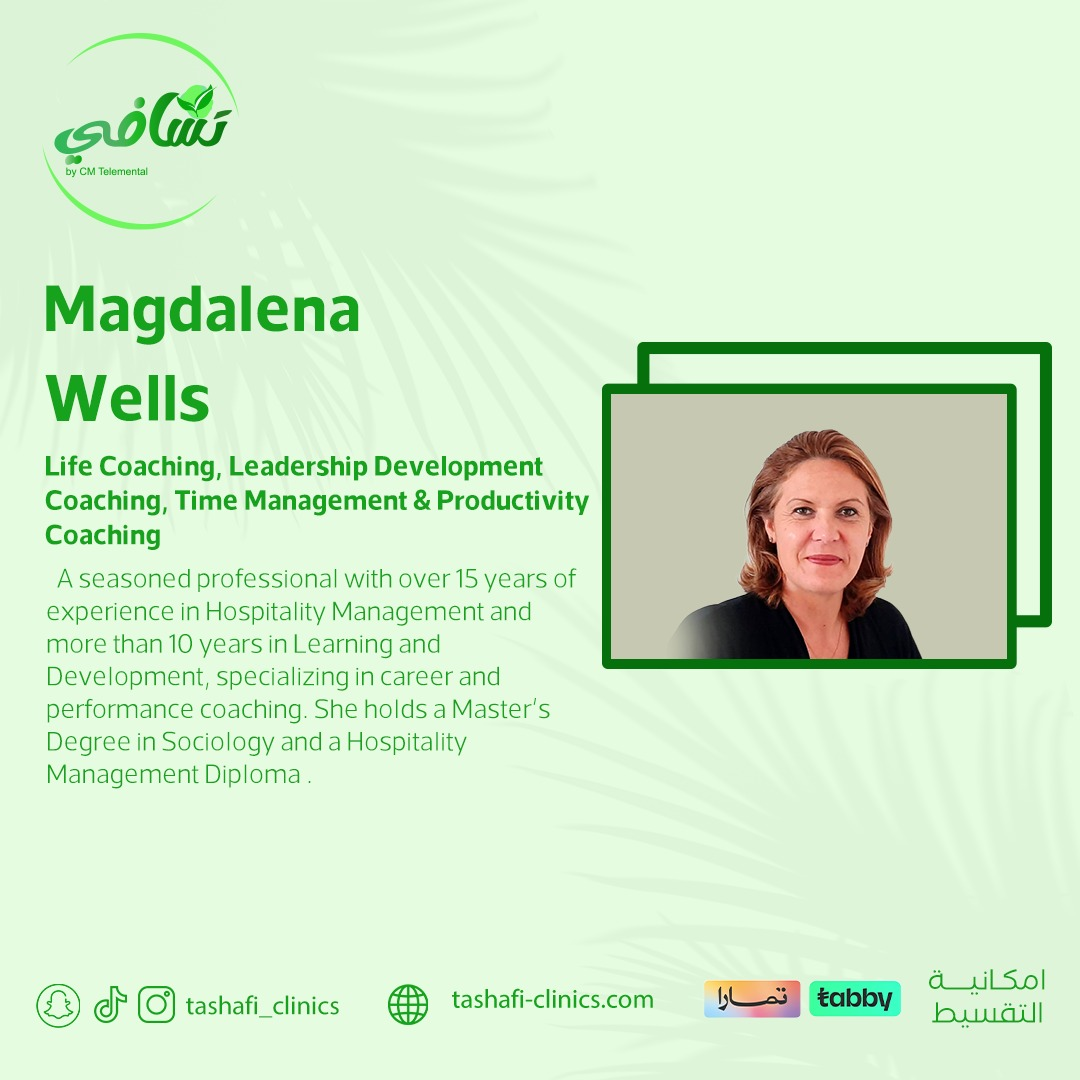 تشافي
by CM Telemental
Magdalena
Wells
Life Coaching, Leadership Development
Coaching, Time Management & Productivity
Coaching
A seasoned professional with over 15 years of
experience in Hospitality Management and
more than 10 years in Learning and
Development, specializing in career and
performance coaching. She holds a Master's
Degree in Sociology and a Hospitality
Management Diploma .
tashafi_clinics
tashafi-clinics.com
تمارا
tabby
امكانيـــة
التقسيط